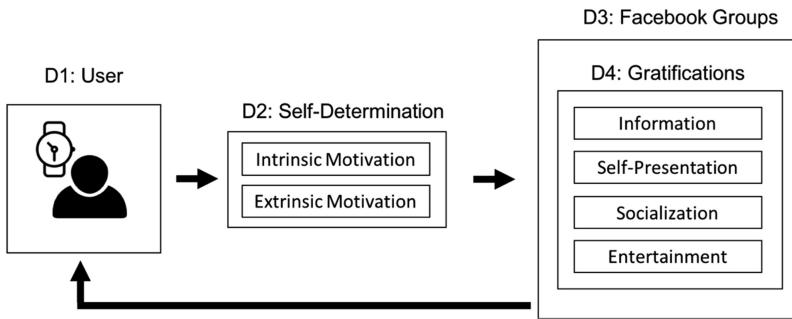 D1: User
D2: Self-Determination
Intrinsic Motivation
Extrinsic Motivation
D3: Facebook Groups
D4: Gratifications
Information
Self-Presentation
Socialization
Entertainment